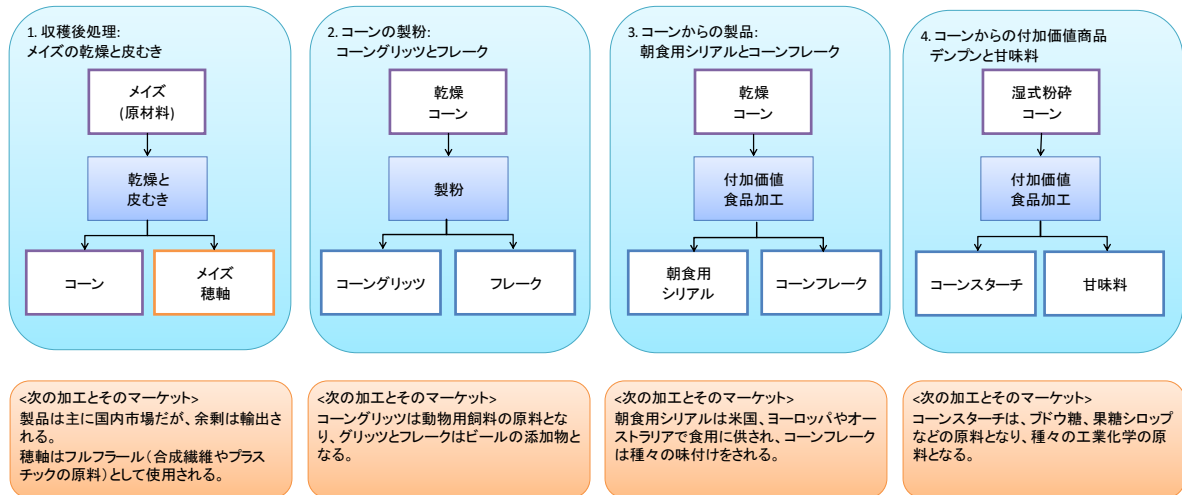 1. 収穫後処理:
メイズの乾燥と皮むき
メイズ
(原材料)
乾燥と
皮むき
コーン
メイズ
穂軸
2. コーンの製粉:
コーングリッツとフレーク
乾燥
コーン
製粉
コーングリッツ
フレーク
3. コーンからの製品:
朝食用シリアルとコーンフレーク
乾燥
コーン
付加価値
食品加工
朝食用
シリアル
コーンフレーク
4. コーンからの付加価値商品
デンプンと甘味料
湿式粉砕
コーン
付加価値
食品加工
コーンスターチ
甘味料
<次の加工とそのマーケット>
製品は主に国内市場だが、余剰は輸出さ
れる。
穂軸はフルフラール（合成繊維やプラス
チックの原料）として使用される。
<次の加工とそのマーケット>
コーングリッツは動物用飼料の原料とな
り、グリッツとフレークはビールの添加物と
なる。
<次の加工とそのマーケット>
朝食用シリアルは米国、ヨーロッパやオー
ストラリアで食用に供され、コーンフレーク
は種々の味付けをされる。
<次の加工とそのマーケット>
コーンスターチは、ブドウ糖、果糖シロップ
などの原料となり、種々の工業化学の原
料となる。